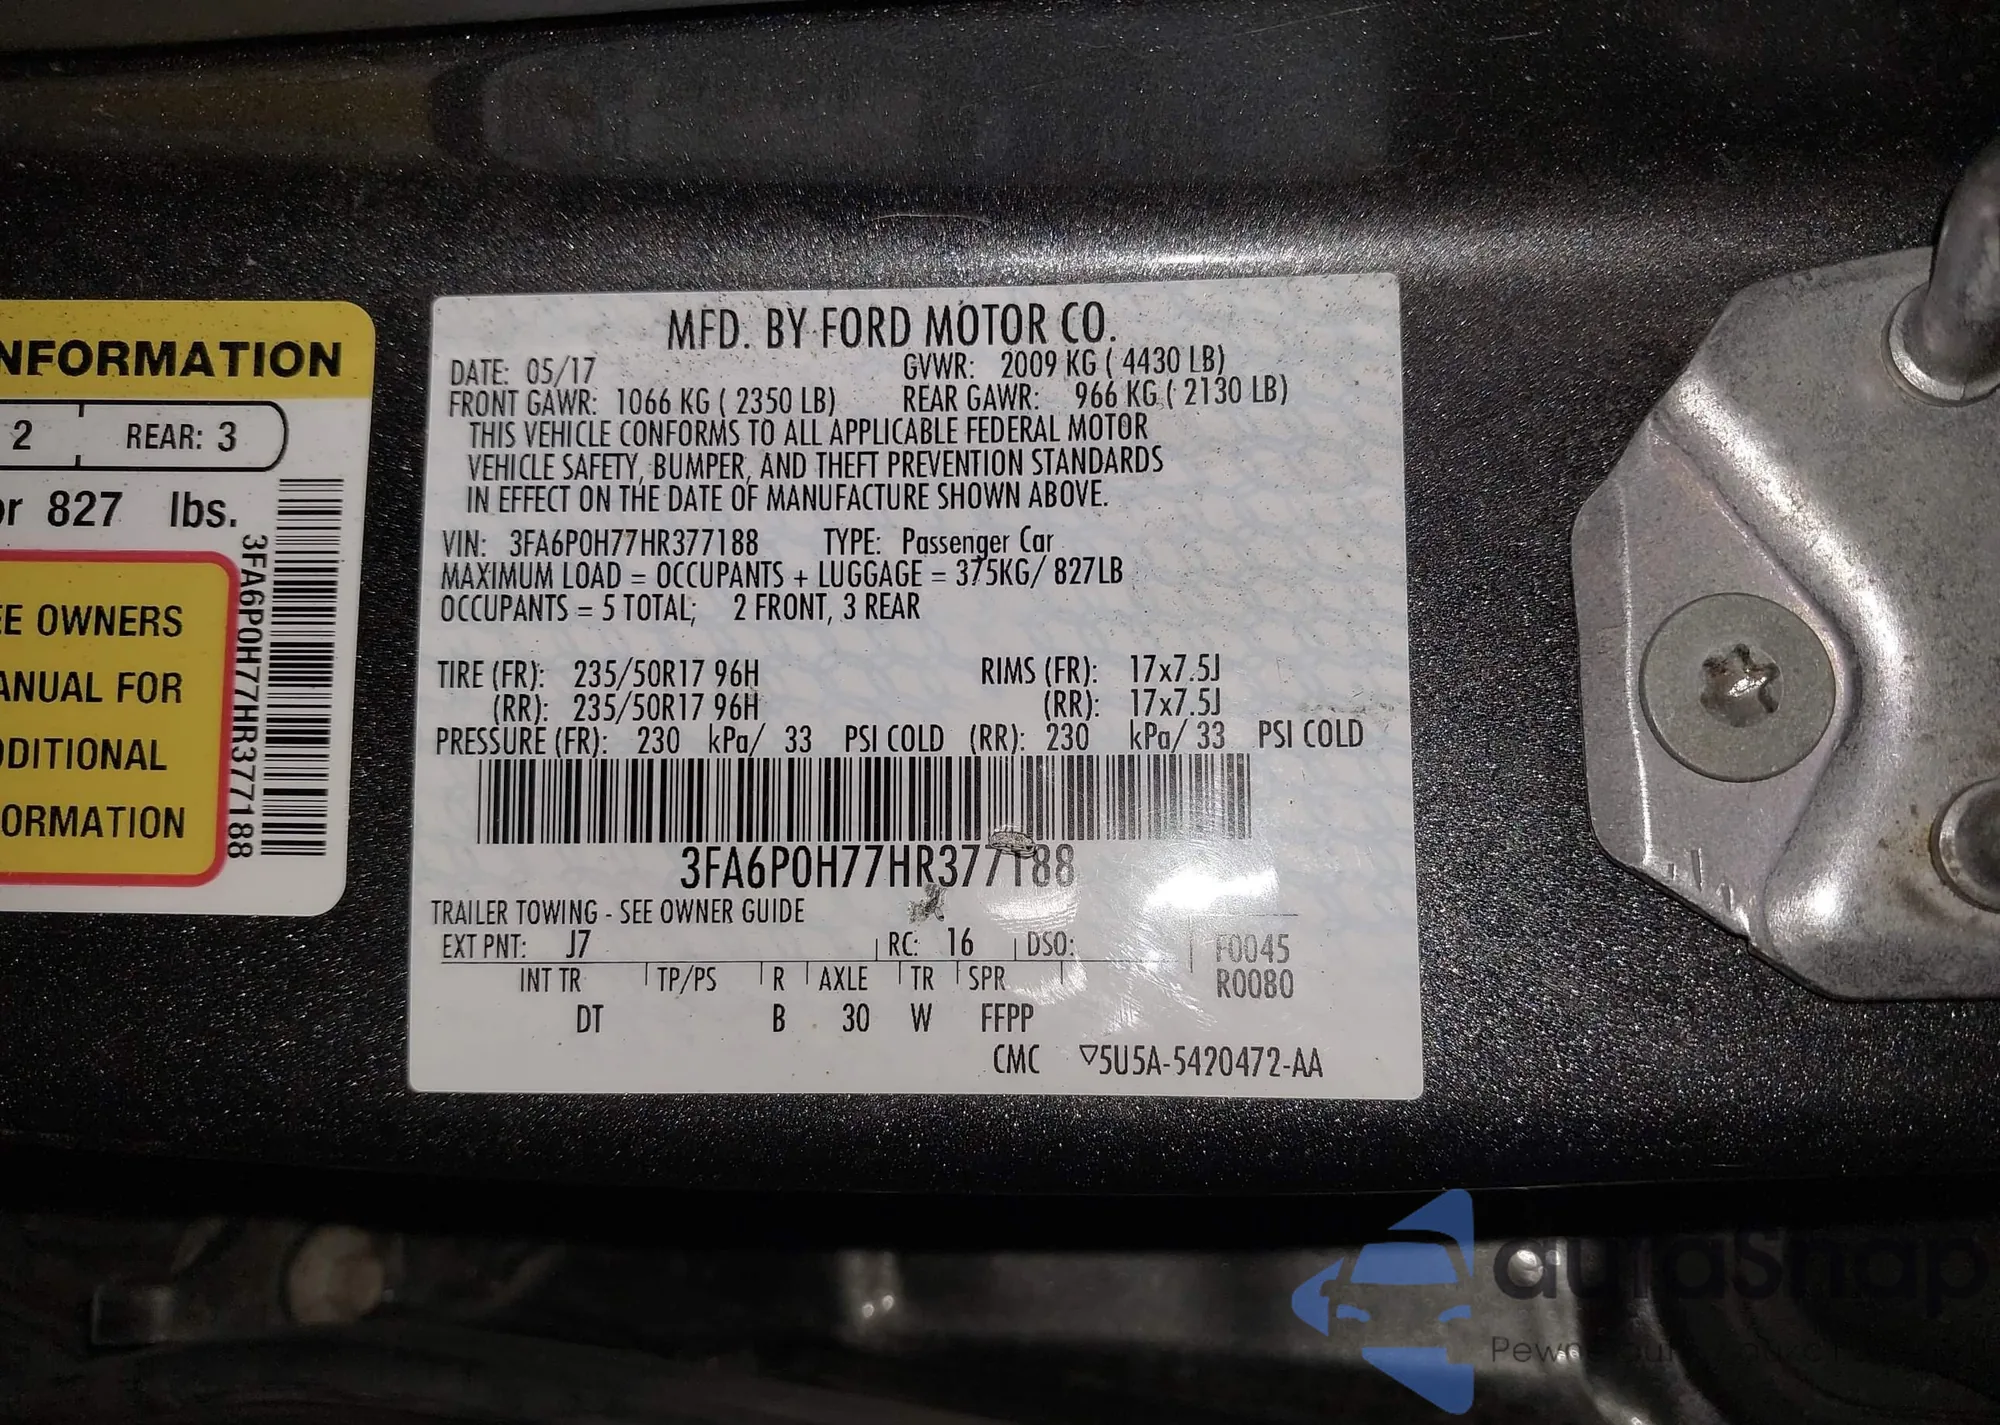 NFORMATION
2 REAR: 3
or 827 lbs.
EE OWNERS
ANUAL FOR
DDITIONAL
ORMATION
3FA6P0H77HR377188
MFD. BY FORD MOTOR CO.
DATE: 05/17 GVWR: 2009 KG ( 4430 LB)
FRONT GAWR: 1066 KG ( 2350 LB) REAR GAWR: 966 KG ( 2130 LB)
THIS VEHICLE CONFORMS TO ALL APPLICABLE FEDERAL MOTOR
VEHICLE SAFETY, BUMPER, AND THEFT PREVENTION STANDARDS
IN EFFECT ON THE DATE OF MANUFACTURE SHOWN ABOVE.
VIN: 3FA6P0H77HR377188 TYPE: Passenger Car
MAXIMUM LOAD = OCCUPANTS + LUGGAGE = 375KG/ 827LB
OCCUPANTS = 5 TOTAL; 2 FRONT, 3 REAR
TIRE (FR): 235/50R17 96H RIMS (FR): 17x7.5J
(RR): 235/50R17 96H (RR): 17x7.5J
PRESSURE (FR): 230 kPa/ 33 PSI COLD (RR): 230 kPa/ 33 PSI COLD
3FA6P0H77HR377188
TRAILER TOWING - SEE OWNER GUIDE
EXT PNT: J7 RC: 16 DSO: F0045
INT TR TP/PS R AXLE TR SPR R0080
DT B 30 W FFPP
CMC ▽5U5A-5420472-AA
autaSnap